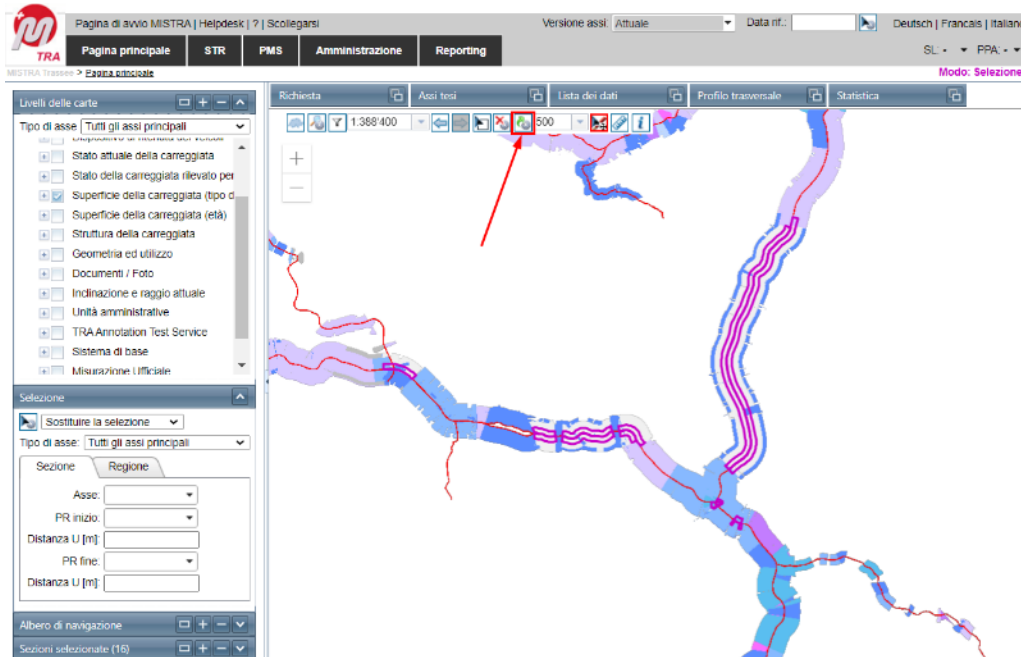 Pagina di avvio MISTRA | Helpdesk | ? | Scollegarsi
Versione assi: Attuale
Data rif.:
Deutsch | Francais | Italiano
TRA
Pagina principale
STR
PMS
Amministrazione
Reporting
SL: -
PPA: -
MISTRA Trassee > Pagina principale
Modo: Selezione
Livelli delle carte
Richiesta
Assi tesi
Lista dei dati
Profilo trasversale
Statistica
Tipo di asse Tutti gli assi principali
1.388'400
500
Dispositivo di ritenuta dei veicoli
Stato attuale della carreggiata
Stato della carreggiata rilevato per
Superficie della carreggiata (tipo d
Superficie della carreggiata (età)
Struttura della carreggiata
Geometria ed utilizzo
Documenti / Foto
Inclinazione e raggio attuale
Unità amministrative
TRA Annotation Test Service
Sistema di base
Misurazione Ufficiale
Selezione
Sostituire la selezione
Tipo di asse: Tutti gli assi principali
Sezione
Regione
Asse:
PR inizio:
Distanza U [m]:
PR fine:
Distanza U [m]:
Albero di navigazione
Sezioni selezionate (16)